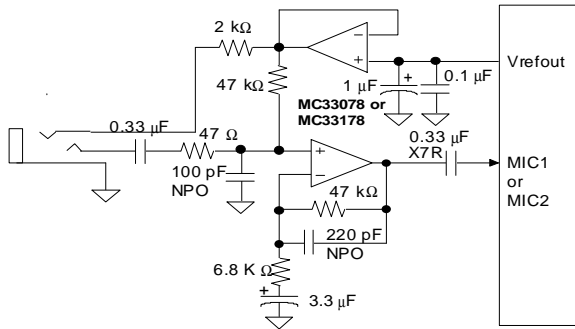 2 kΩ
47 kΩ
−
+
1 µF
+
0.1 µF
Vrefout
MC33078 or
MC33178
0.33 µF
47 Ω
100 pF
NPO
+
−
0.33 µF
X7R
MIC1
or
MIC2
47 kΩ
220 pF
NPO
6.8 K Ω
+
3.3 µF